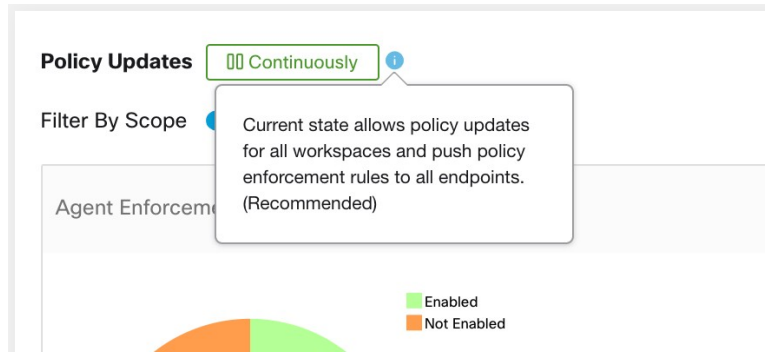 Policy Updates Continuously
Filter By Scope
Current state allows policy updates
for all workspaces and push policy
enforcement rules to all endpoints.
(Recommended)
Agent
Enabled
Not Enabled